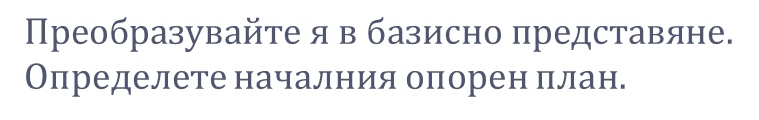 Преобразувайте я в базисно представяне.
Определете началния опорен план.